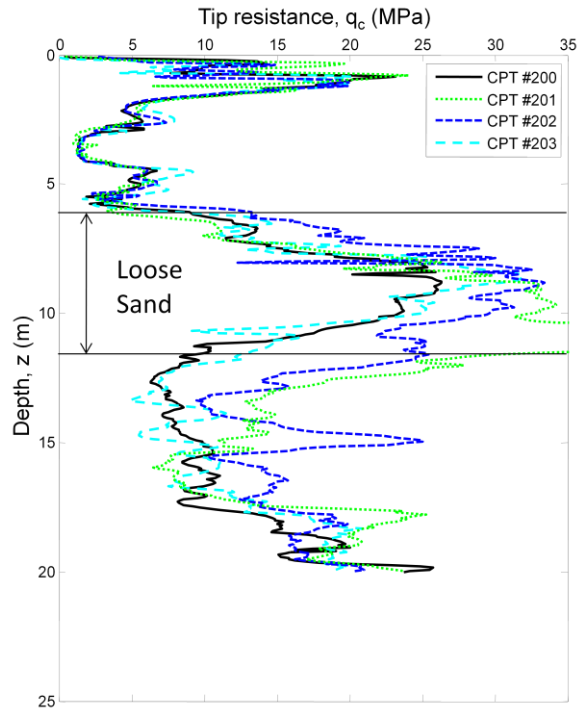 Tip resistance, qc (MPa)
0 5 10 15 20 25 30 35
CPT #200
CPT #201
CPT #202
CPT #203
Loose
Sand
Depth, z (m)
0
5
10
15
20
25